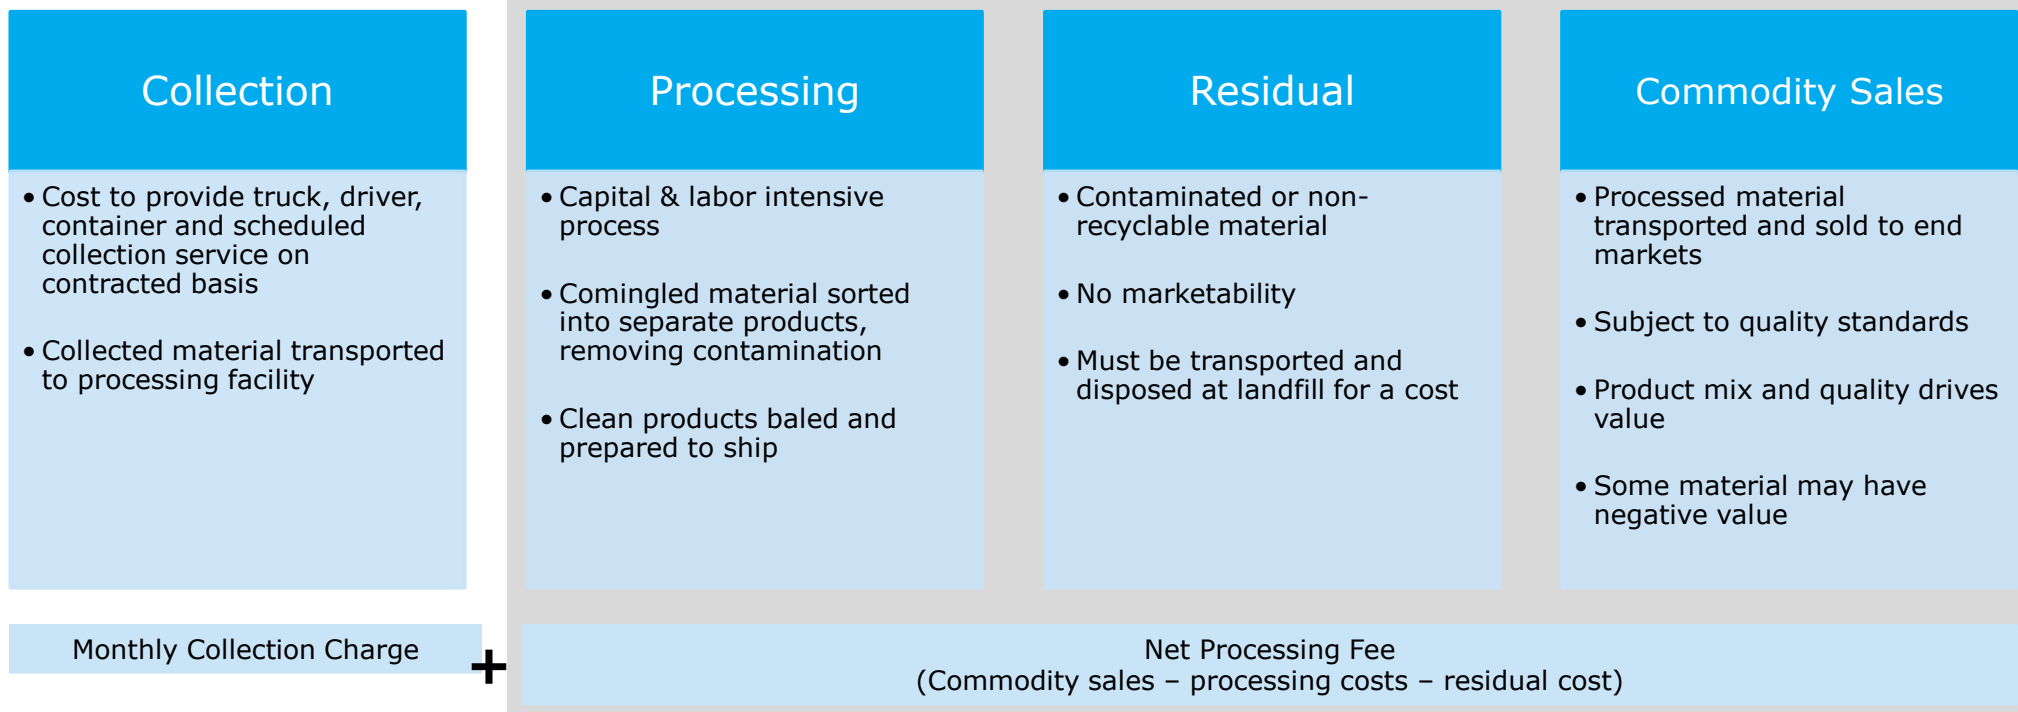 Collection
• Cost to provide truck, driver,
container and scheduled
collection service on
contracted basis
• Collected material transported
to processing facility
Processing
• Capital & labor intensive
process
• Comingled material sorted
into separate products,
removing contamination
• Clean products baled and
prepared to ship
Residual
• Contaminated or non-
recyclable material
• No marketability
• Must be transported and
disposed at landfill for a cost
Commodity Sales
• Processed material
transported and sold to end
markets
• Subject to quality standards
• Product mix and quality drives
value
• Some material may have
negative value
Monthly Collection Charge
+
Net Processing Fee
(Commodity sales – processing costs – residual cost)